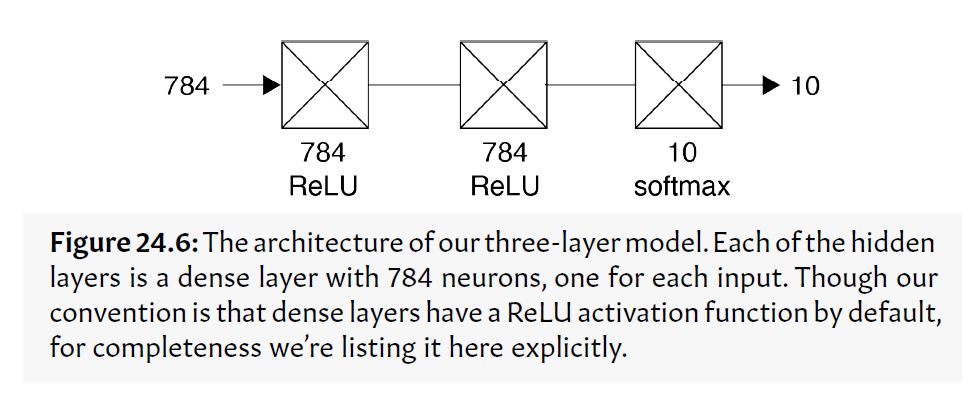 784
10
784
784
10
ReLU
ReLU
softmax
Figure 24.6: The architecture of our three-layer model. Each of the hidden
layers is a dense layer with 784 neurons, one for each input. Though our
convention is that dense layers have a ReLU activation function by default,
for completeness we’re listing it here explicitly.